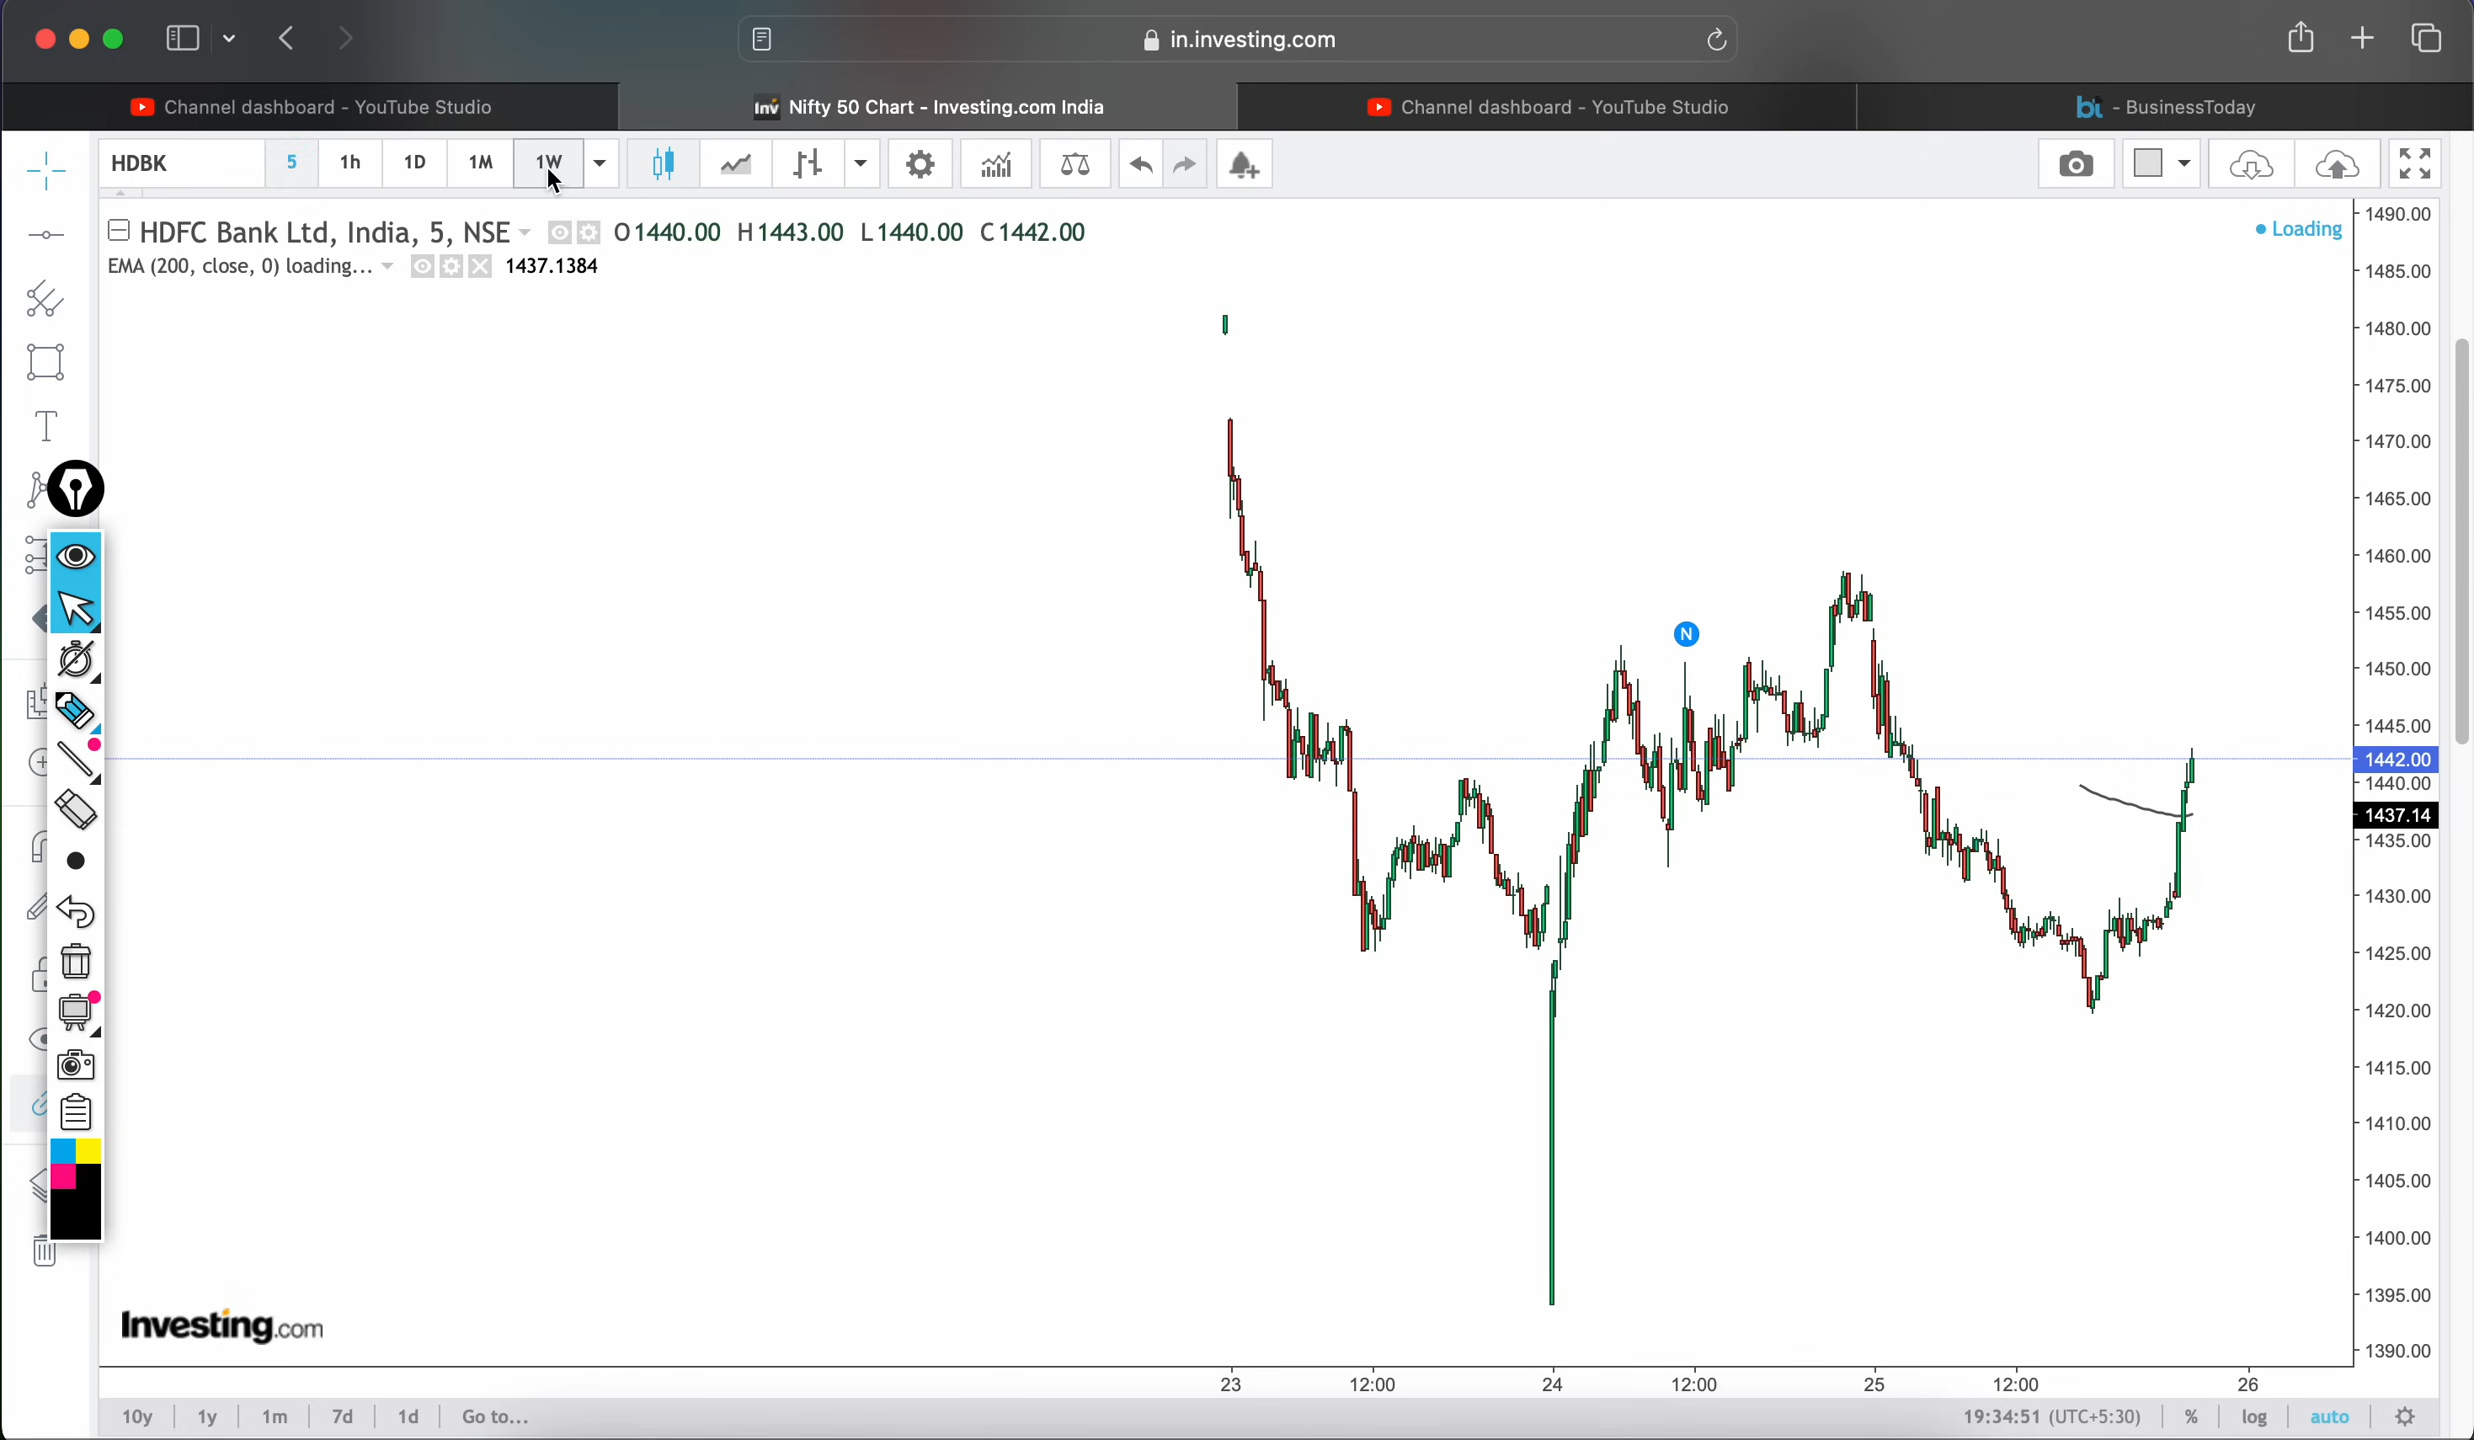 in.investing.com
Channel dashboard - YouTube Studio
Inv Nifty 50 Chart - Investing.com India
Channel dashboard - YouTube Studio
bt - BusinessToday
HDBK 5 1h 1D 1M 1W
HDFC Bank Ltd, India, 5, NSE O1440.00 H1443.00 L1440.00 C1442.00
Loading
EMA (200, close, 0) loading... 1437.1384
T
N
1490.00
1485.00
1480.00
1475.00
1470.00
1465.00
1460.00
1455.00
1450.00
1445.00
1442.00
1440.00
1437.14
1435.00
1430.00
1425.00
1420.00
1415.00
1410.00
1405.00
1400.00
1395.00
1390.00
Investing.com
23 12:00 24 12:00 25 12:00 26
10y 1y 1m 7d 1d Go to... 19:34:51 (UTC+5:30) % log auto